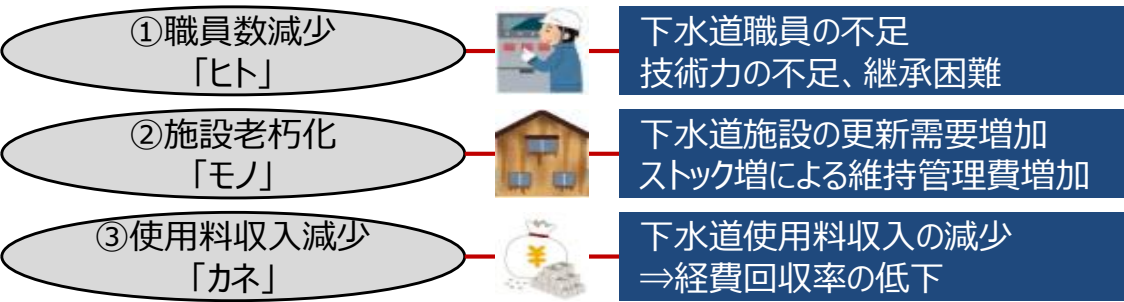 ①職員数減少
「ヒト」
下水道職員の不足
技術力の不足、継承困難
②施設老朽化
「モノ」
下水道施設の更新需要増加
ストック増による維持管理費増加
③使用料収入減少
「カネ」
¥
下水道使用料収入の減少
⇒経費回収率の低下